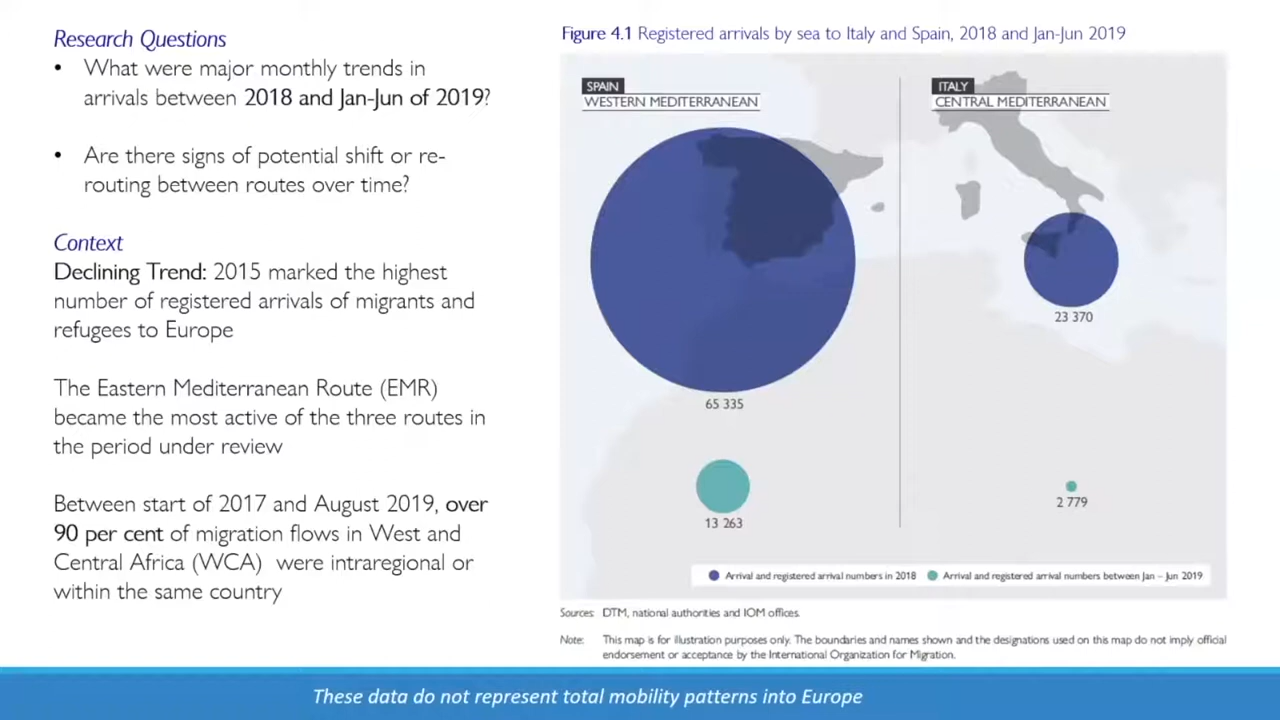 Research Questions
• What were major monthly trends in
arrivals between 2018 and Jan-Jun of 2019?
• Are there signs of potential shift or re-
routing between routes over time?
Context
Declining Trend: 2015 marked the highest
number of registered arrivals of migrants and
refugees to Europe
The Eastern Mediterranean Route (EMR)
became the most active of the three routes in
the period under review
Between start of 2017 and August 2019, over
90 per cent of migration flows in West and
Central Africa (WCA) were intraregional or
within the same country
Figure 4.1 Registered arrivals by sea to Italy and Spain, 2018 and Jan-Jun 2019
SPAIN
WESTERN MEDITERRANEAN
65 335
13 263
ITALY
CENTRAL MEDITERRANEAN
23 370
2 779
Arrival and registered arrival numbers in 2018
Arrival and registered arrival numbers between Jan – Jun 2019
Sources: DTM, national authorities and IOM offices.
Note: This map is for illustration purposes only. The boundaries and names shown and the designations used on this map do not imply official
endorsement or acceptance by the International Organization for Migration.
These data do not represent total mobility patterns into Europe